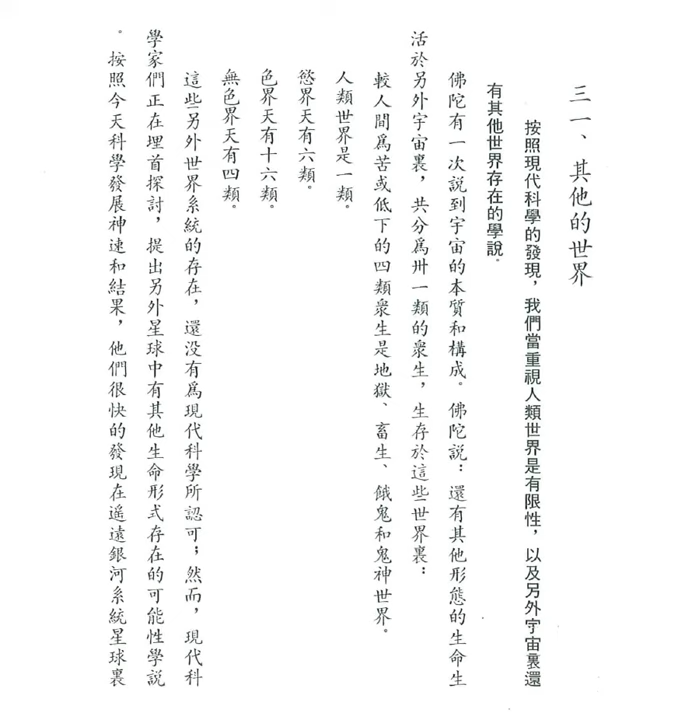 三一、其他的世界
按照現代科學的發現，我們當重視人類世界是有限性，以及另外宇宙裏還
有其他世界存在的學說．
佛陀有一次說到宇宙的本質和構成。佛陀說：還有其他形態的生命生
活於另外宇宙裏，共分爲卅一類的衆生，生存於這些世界裏：
較人間爲苦或低下的四類衆生是地獄、畜生、餓鬼和鬼神世界。
人類世界是一類。
慾界天有六類。
色界天有十六類。
無色界天有四類。
這些另外世界系統的存在，還没有爲現代科學所認可；然而，現代科
學家們正在埋首探討，提出另外星球中有其他生命形式存在的可能性學説
。按照今天科學發展神速和結果，他們很快的發現在遥遠銀河系統星球裏